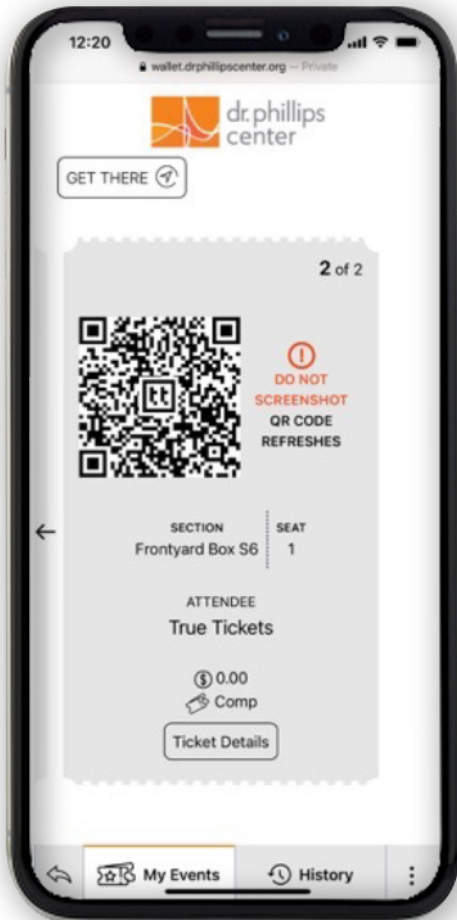 12:20
wallet.drphillipscenter.org — Private
dr. phillips
center
GET THERE
2 of 2
tt
DO NOT
SCREENSHOT
QR CODE
REFRESHES
SECTION
Frontyard Box S6
SEAT
1
ATTENDEE
True Tickets
$ 0.00
Comp
Ticket Details
My Events
History